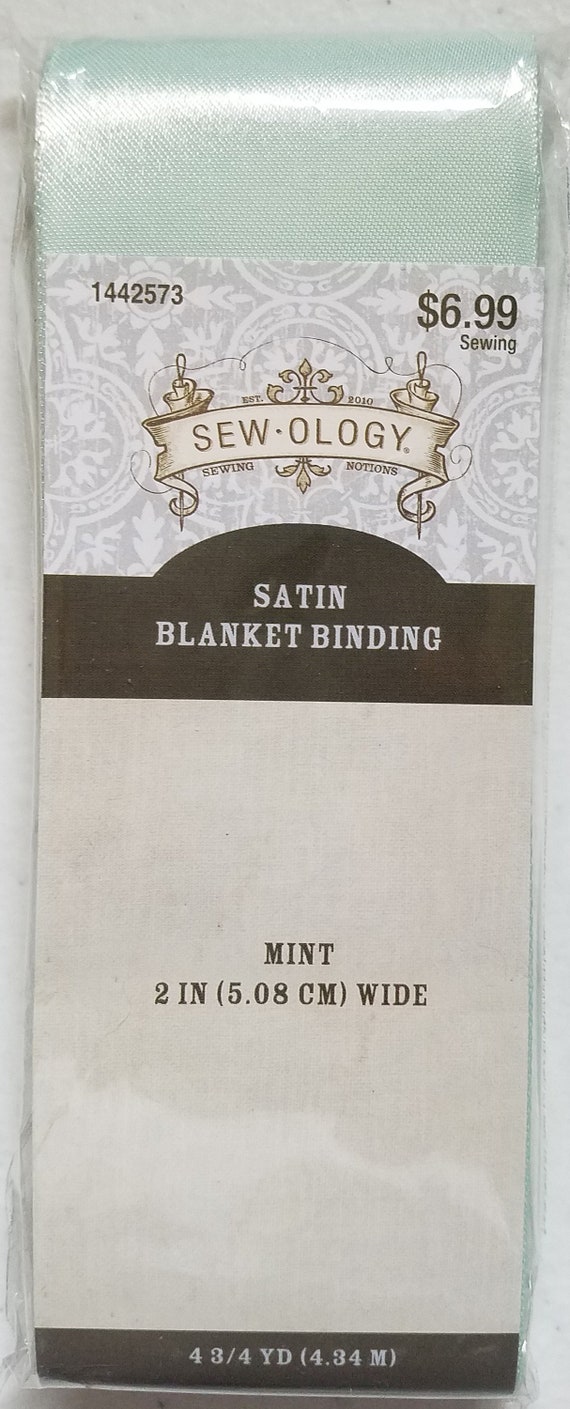 1442573
$6.99
Sewing
EST. 2010
SEW·OLOGY®
SEWING NOTIONS
SATIN
BLANKET BINDING
MINT
2 IN (5.08 CM) WIDE
4 3/4 YD (4.34 M)